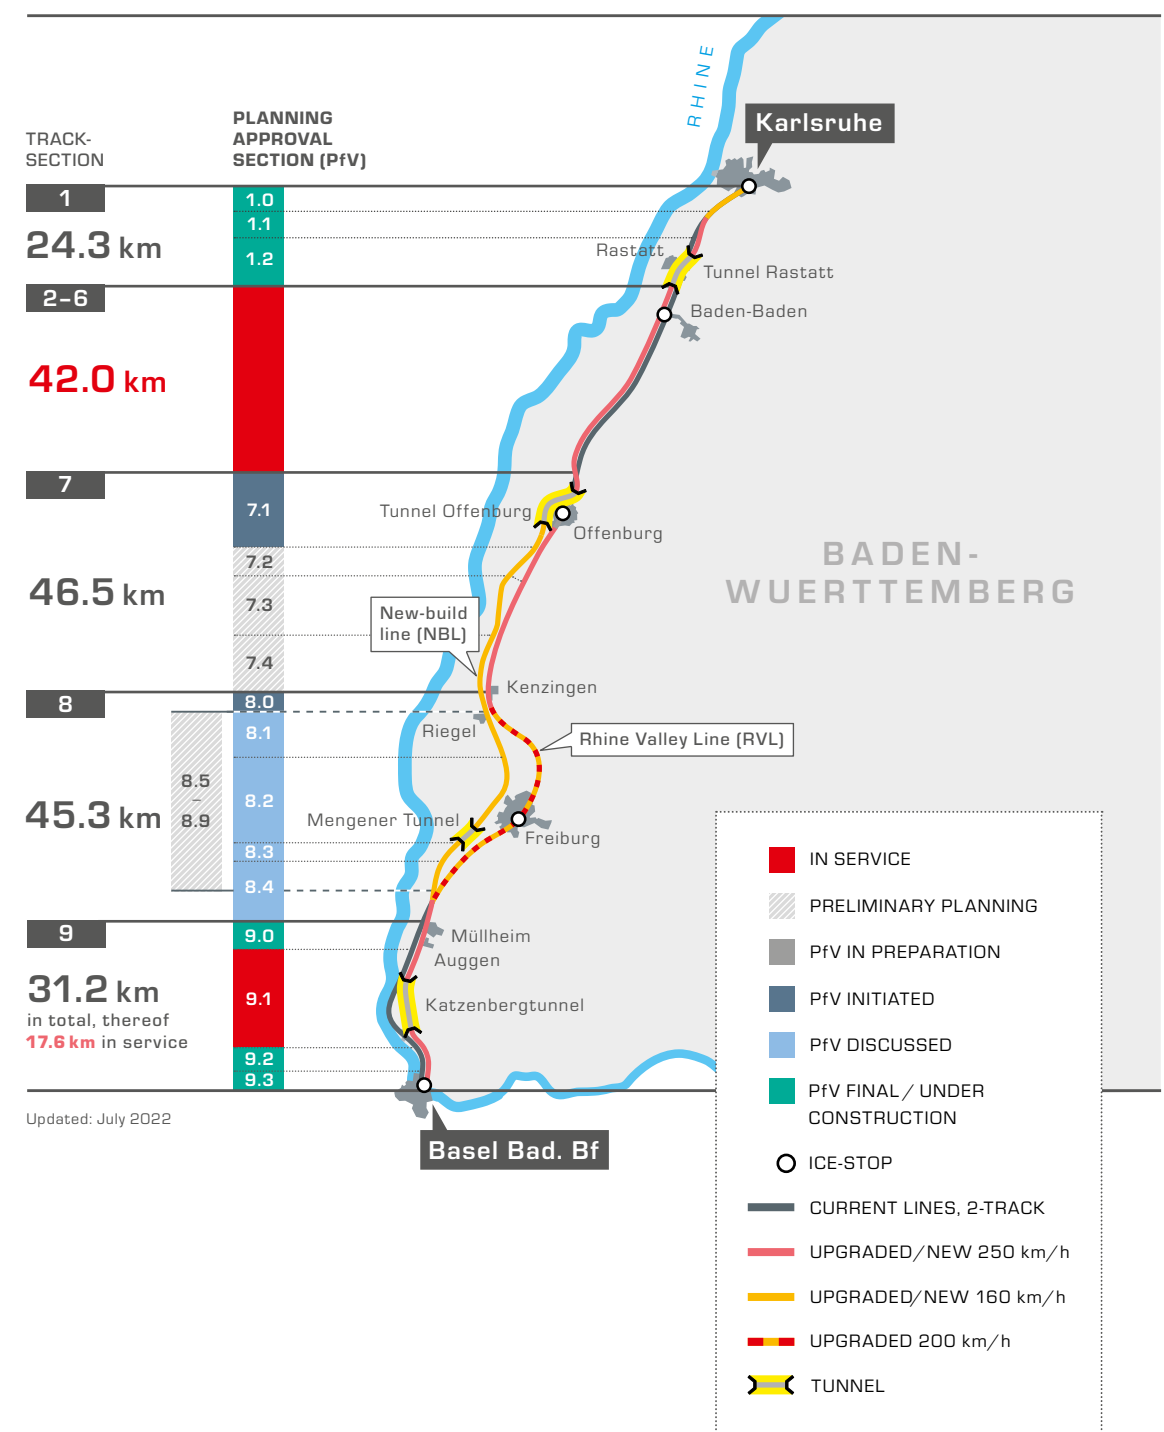 RHINE
Karlsruhe
TRACK-
SECTION
PLANNING
APPROVAL
SECTION (PfV)
1
24.3 km
1.0
1.1
1.2
Rastatt
Tunnel Rastatt
2–6
Baden-Baden
42.0 km
7
7.1
Tunnel Offenburg
Offenburg
BADEN-
WUERTTEMBERG
7.2
46.5 km
7.3
New-build
line (NBL)
7.4
Kenzingen
8
8.0
Riegel
8.1
Rhine Valley Line (RVL)
8.5
–
8.9
45.3 km
8.2
Mengener Tunnel
Freiburg
8.3
8.4
9
9.0
Müllheim
Auggen
31.2 km
in total, thereof
17.6 km in service
9.1
Katzenbergtunnel
9.2
9.3
Updated: July 2022
Basel Bad. Bf
IN SERVICE
PRELIMINARY PLANNING
PfV IN PREPARATION
PfV INITIATED
PfV DISCUSSED
PfV FINAL / UNDER
CONSTRUCTION
ICE-STOP
CURRENT LINES, 2-TRACK
UPGRADED/NEW 250 km/h
UPGRADED/NEW 160 km/h
UPGRADED 200 km/h
TUNNEL